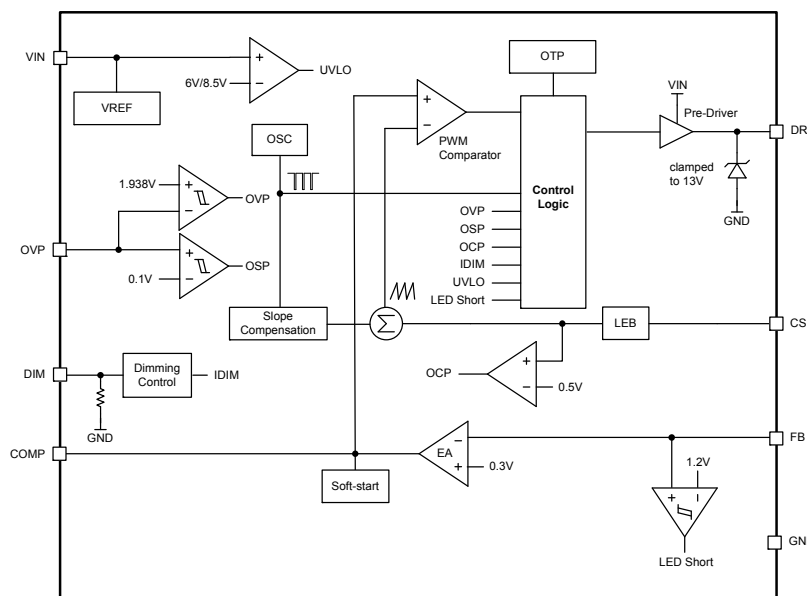 VIN
VREF
6V/8.5V
+
−
UVLO
OTP
VIN
Pre-Driver
DR
clamped
to 13V
GND
+
−
PWM
Comparator
OSC
Control
Logic
1.938V
+
−
OVP
OVP
OSP
OCP
IDIM
UVLO
LED Short
OVP
+
−
OSP
0.1V
Slope
Compensation
Σ
LEB
CS
OCP
+
−
0.5V
DIM
Dimming
Control
IDIM
GND
COMP
EA
−
+
0.3V
Soft-start
FB
1.2V
+
−
LED Short
GN